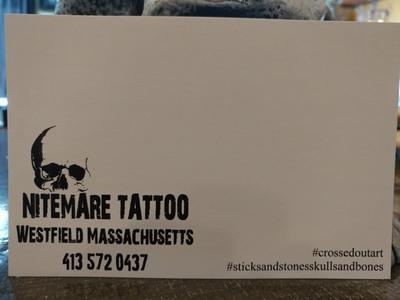 NITEMARE TATTOO
WESTFIELD MASSACHUSETTS
413 572 0437
#crossedoutart
#sticksandstonesskullsandbones